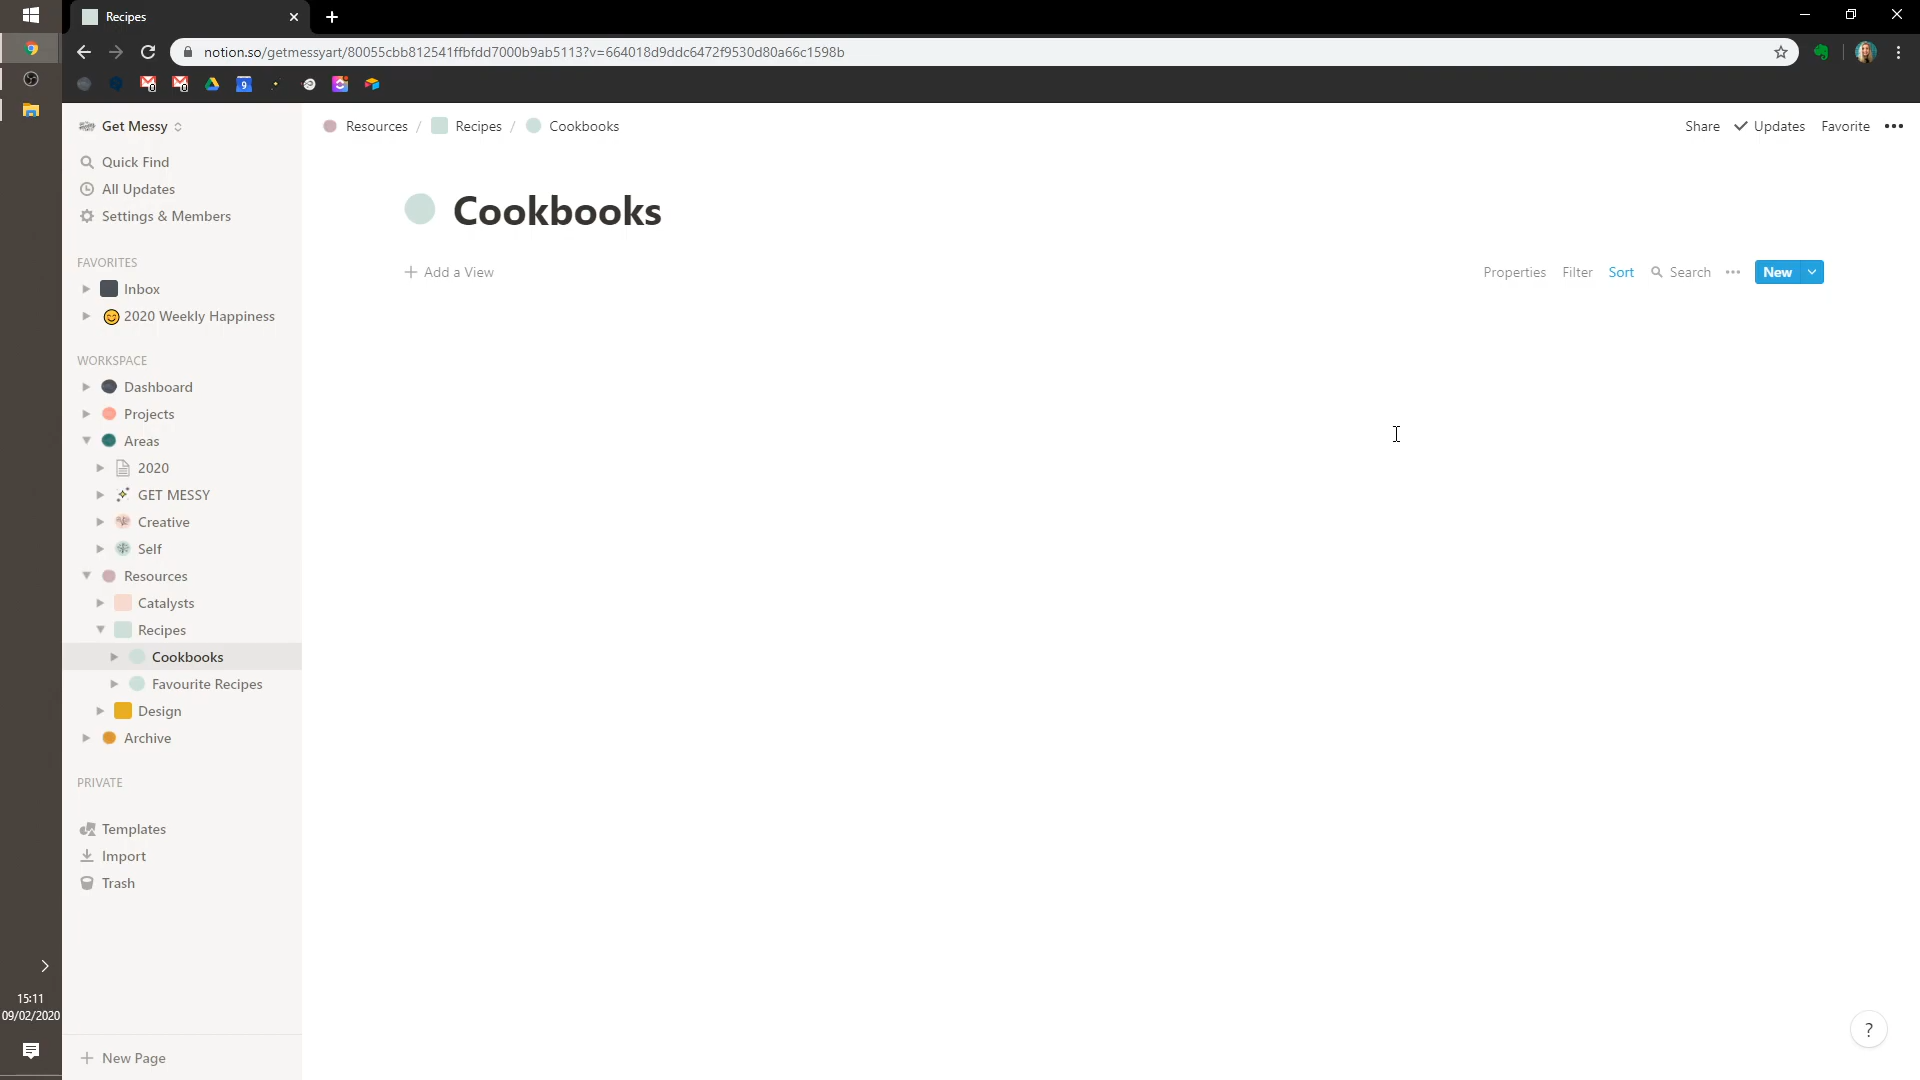 Recipes
notion.so/getmessyart/80055cbb812541ffbfdd7000b9ab5113?v=664018d9ddc6472f9530d80a66c1598b
0
0
9
Get Messy
Resources / Recipes / Cookbooks
Share Updates Favorite
Quick Find
All Updates
Settings & Members
Cookbooks
+ Add a View
Properties Filter Sort Search New
FAVORITES
Inbox
2020 Weekly Happiness
WORKSPACE
Dashboard
Projects
Areas
2020
GET MESSY
Creative
Self
Resources
Catalysts
Recipes
Cookbooks
Favourite Recipes
Design
Archive
PRIVATE
Templates
Import
Trash
15:11
09/02/2020
?
+ New Page